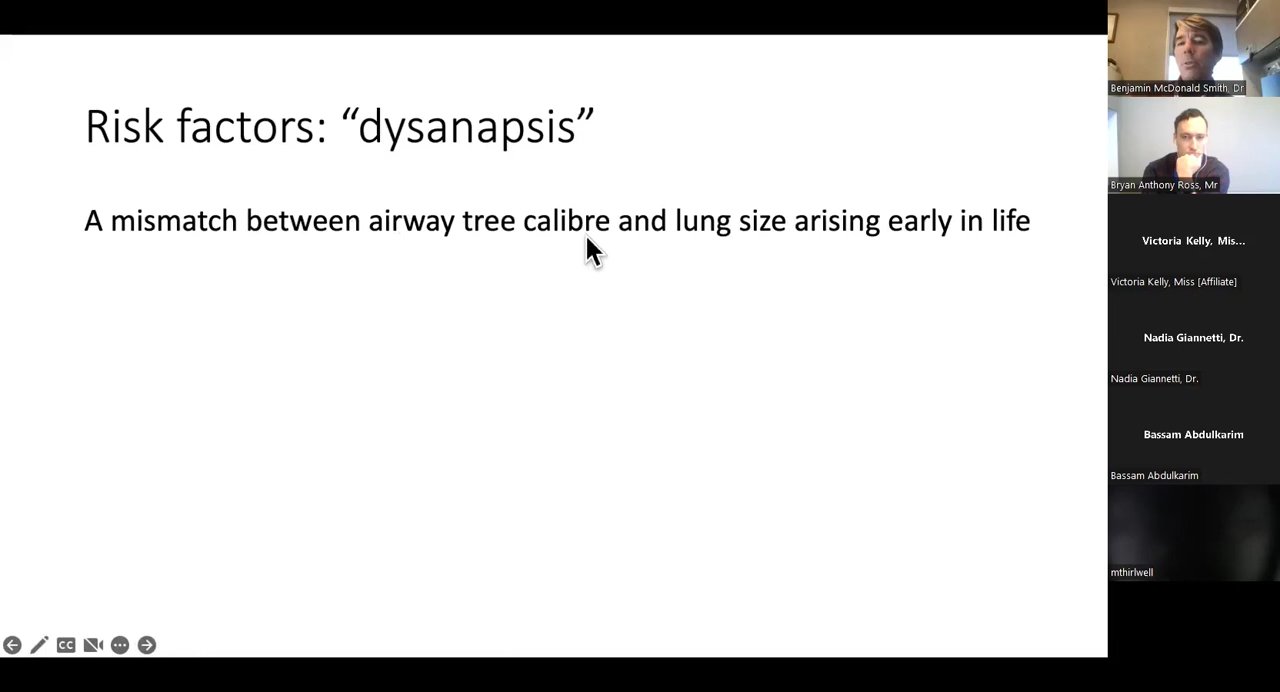 Risk factors: “dysanapsis”
A mismatch between airway tree calibre and lung size arising early in life
CC
Benjamin McDonald Smith, Dr
Bryan Anthony Ross, Mr
Victoria Kelly, Mis...
Victoria Kelly, Miss [Affiliate]
Nadia Giannetti, Dr.
Nadia Giannetti, Dr.
Bassam Abdulkarim
Bassam Abdulkarim
mthirlwell